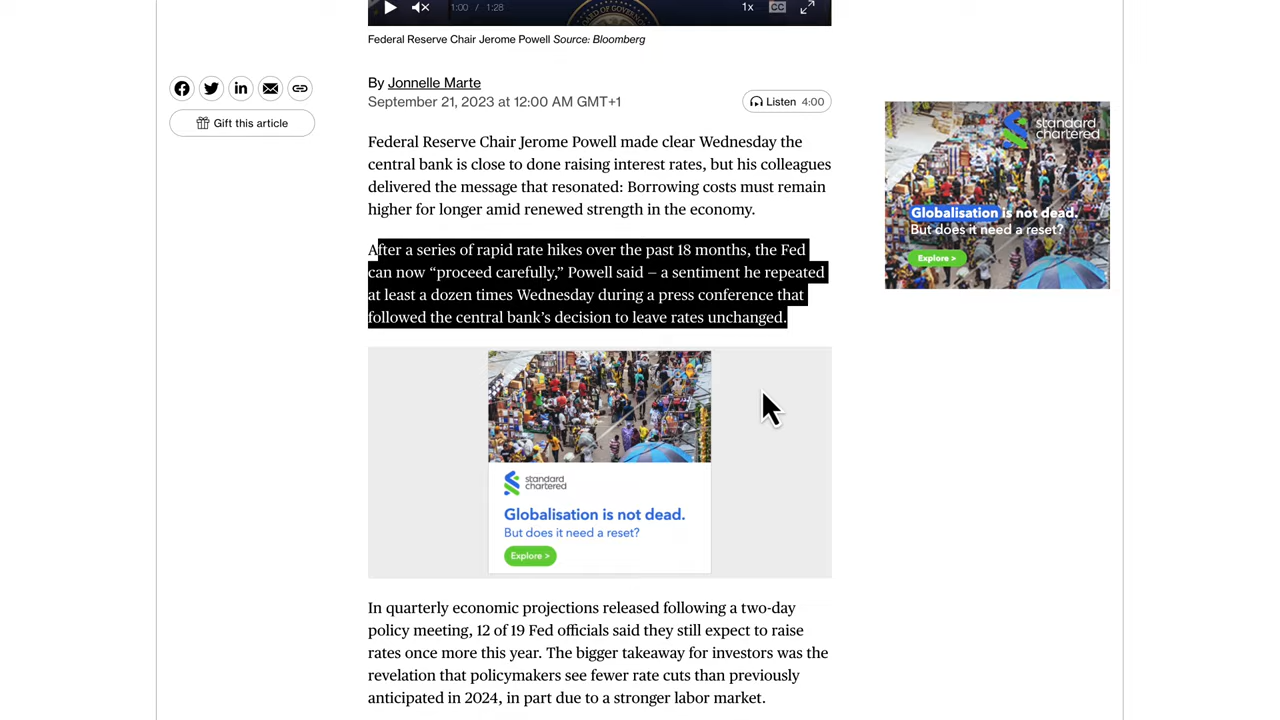 1:00 / 1:28
1x
CC
BOARD OF GOVERNO
Federal Reserve Chair Jerome Powell Source: Bloomberg
By Jonnelle Marte
September 21, 2023 at 12:00 AM GMT+1
Listen 4:00
Gift this article
Federal Reserve Chair Jerome Powell made clear Wednesday the
central bank is close to done raising interest rates, but his colleagues
delivered the message that resonated: Borrowing costs must remain
higher for longer amid renewed strength in the economy.
After a series of rapid rate hikes over the past 18 months, the Fed
can now “proceed carefully,” Powell said — a sentiment he repeated
at least a dozen times Wednesday during a press conference that
followed the central bank’s decision to leave rates unchanged.
standard
chartered
Globalisation is not dead.
But does it need a reset?
Explore >
standard
chartered
Globalisation is not dead.
But does it need a reset?
Explore >
In quarterly economic projections released following a two-day
policy meeting, 12 of 19 Fed officials said they still expect to raise
rates once more this year. The bigger takeaway for investors was the
revelation that policymakers see fewer rate cuts than previously
anticipated in 2024, in part due to a stronger labor market.